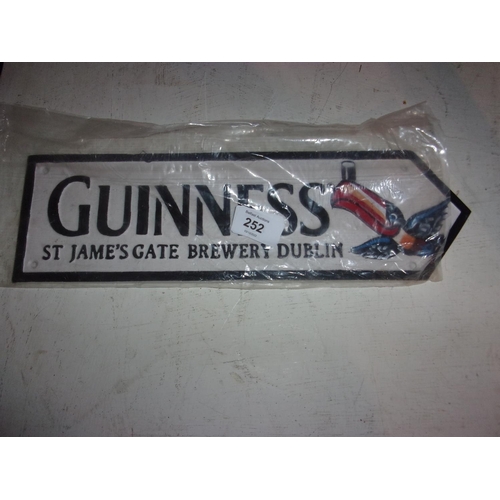 GUINNESS
ST JAME'S GATE BREWERY DUBLIN
252